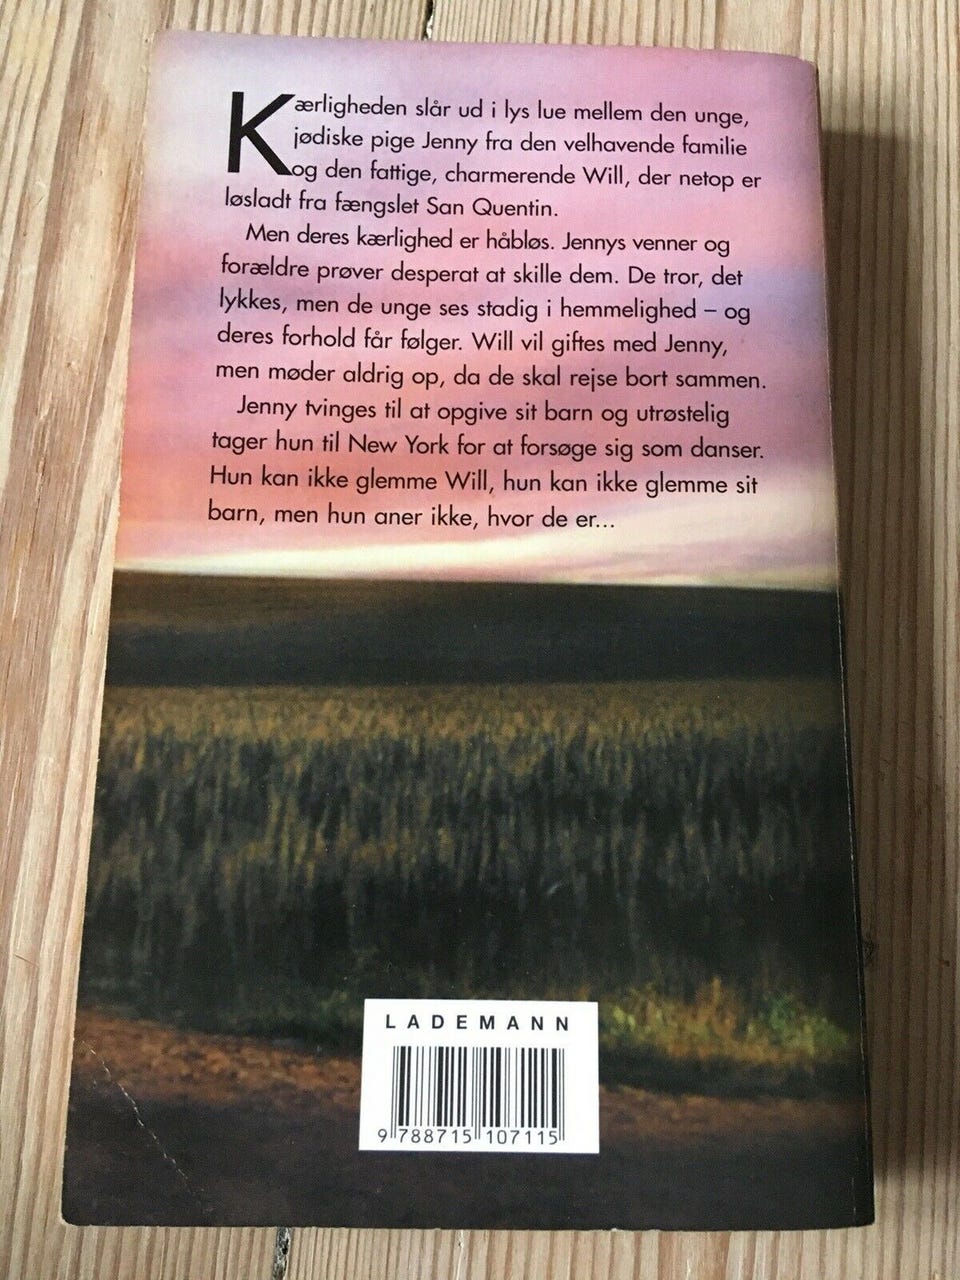 Kærligheden slår ud i lys lue mellem den unge,
jødiske pige Jenny fra den velhavende familie
og den fattige, charmerende Will, der netop er
løsladt fra fængslet San Quentin.
Men deres kærlighed er håbløs. Jennys venner og
forældre prøver desperat at skille dem. De tror, det
lykkes, men de unge ses stadig i hemmelighed – og
deres forhold får følger. Will vil giftes med Jenny,
men møder aldrig op, da de skal rejse bort sammen.
Jenny tvinges til at opgive sit barn og utrøstelig
tager hun til New York for at forsøge sig som danser.
Hun kan ikke glemme Will, hun kan ikke glemme sit
barn, men hun aner ikke, hvor de er...
LADEMANN
9 788715 107115